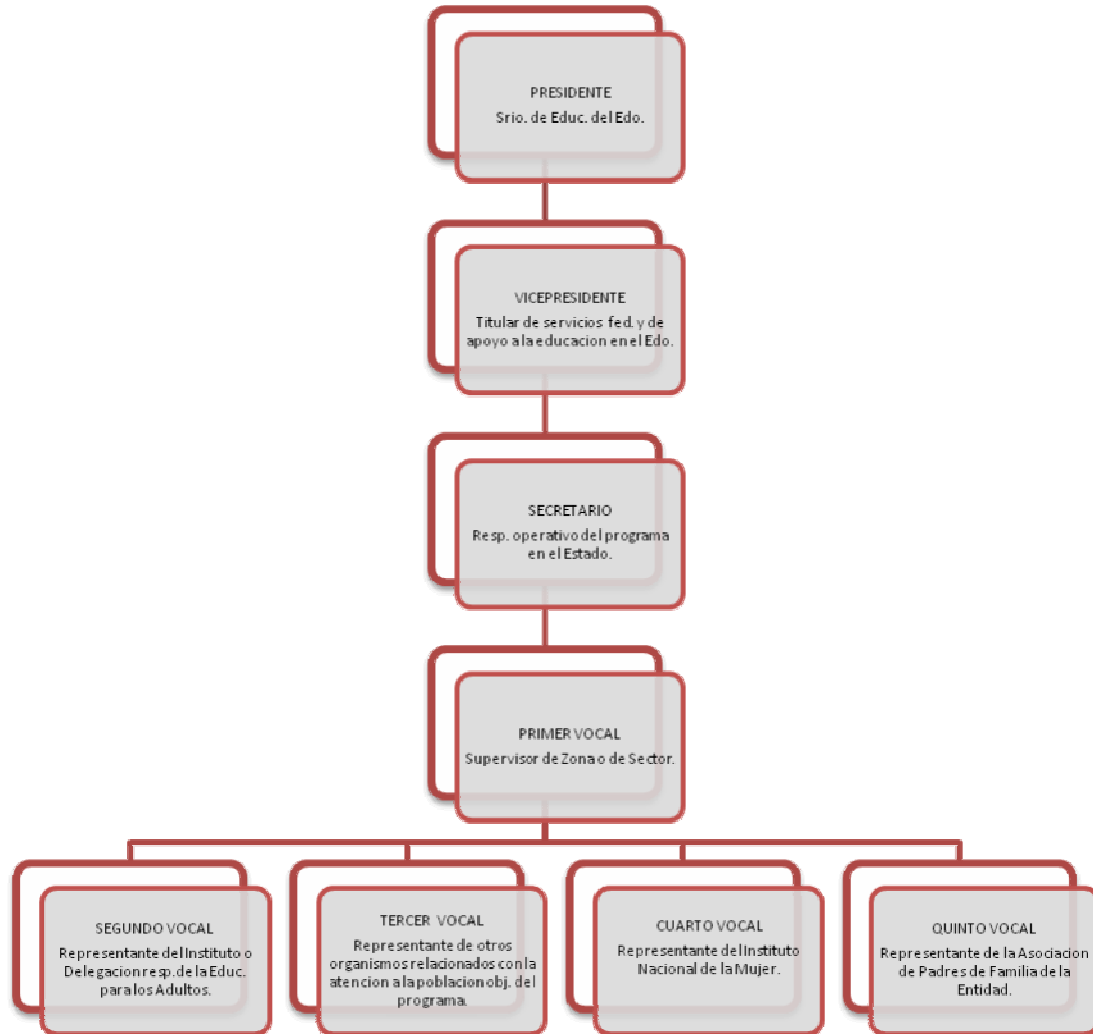 PRESIDENTE
Srio. de Educ. del Edo.
VICEPRESIDENTE
Titular de servicios fed. y de
apoyo a la educacion en el Edo.
SECRETARIO
Resp. operativo del programa
en el Estado.
PRIMER VOCAL
Supervisor de Zona o de Sector.
SEGUNDO VOCAL
Representante del Instituto o
Delegacion resp. de la Educ.
para los Adultos.
TERCER VOCAL
Representante de otros
organismos relacionados con la
atencion a la poblacion obj. del
programa.
CUARTO VOCAL
Representante del Instituto
Nacional de la Mujer.
QUINTO VOCAL
Representante de la Asociacion
de Padres de Familia de la
Entidad.